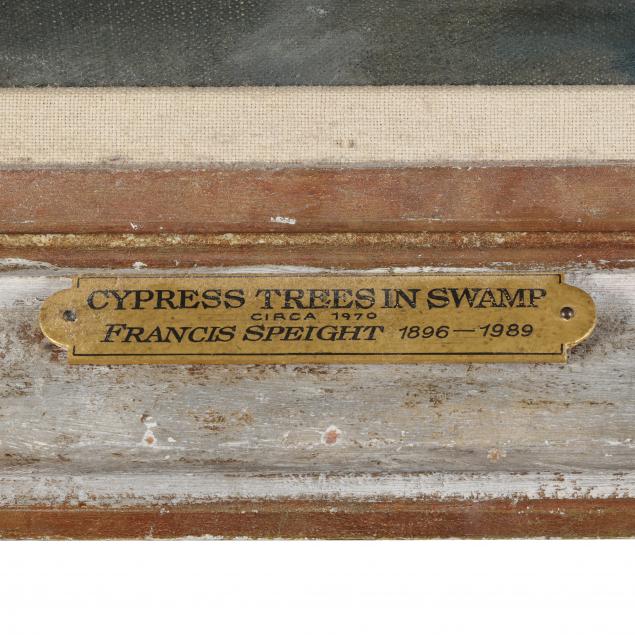 CYPRESS TREES IN SWAMP
CIRCA 1970
FRANCIS SPEIGHT 1896—1989